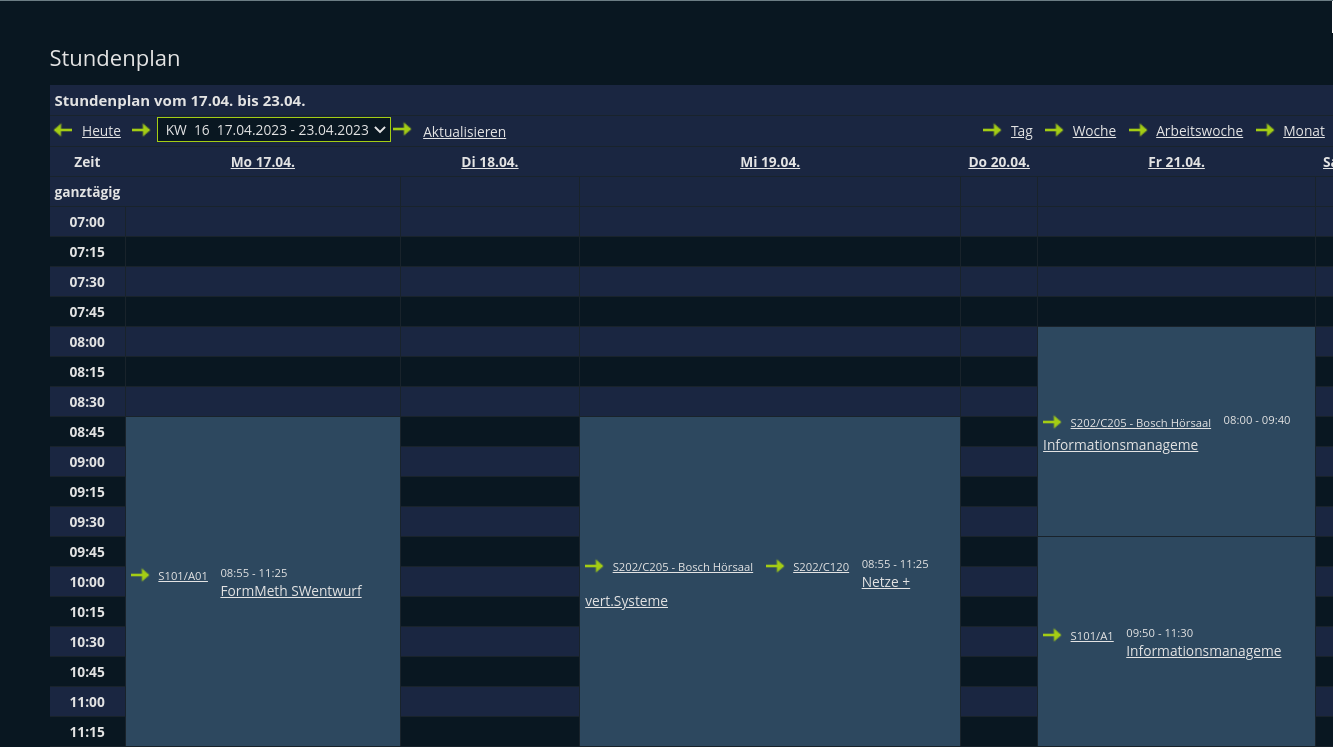 Stundenplan
Stundenplan vom 17.04. bis 23.04.
Heute KW 16 17.04.2023 - 23.04.2023 Aktualisieren Tag Woche Arbeitswoche Monat
Zeit Mo 17.04. Di 18.04. Mi 19.04. Do 20.04. Fr 21.04.
ganztägig
07:00
07:15
07:30
07:45
08:00
08:15
08:30
S202/C205 - Bosch Hörsaal 08:00 - 09:40
08:45
Informationsmanageme
09:00
09:15
09:30
09:45
S202/C205 - Bosch Hörsaal S202/C120 08:55 - 11:25
S101/A01 08:55 - 11:25
10:00 Netze +
FormMeth SWentwurf
vert.Systeme
10:15
S101/A1 09:50 - 11:30
10:30
Informationsmanageme
10:45
11:00
11:15